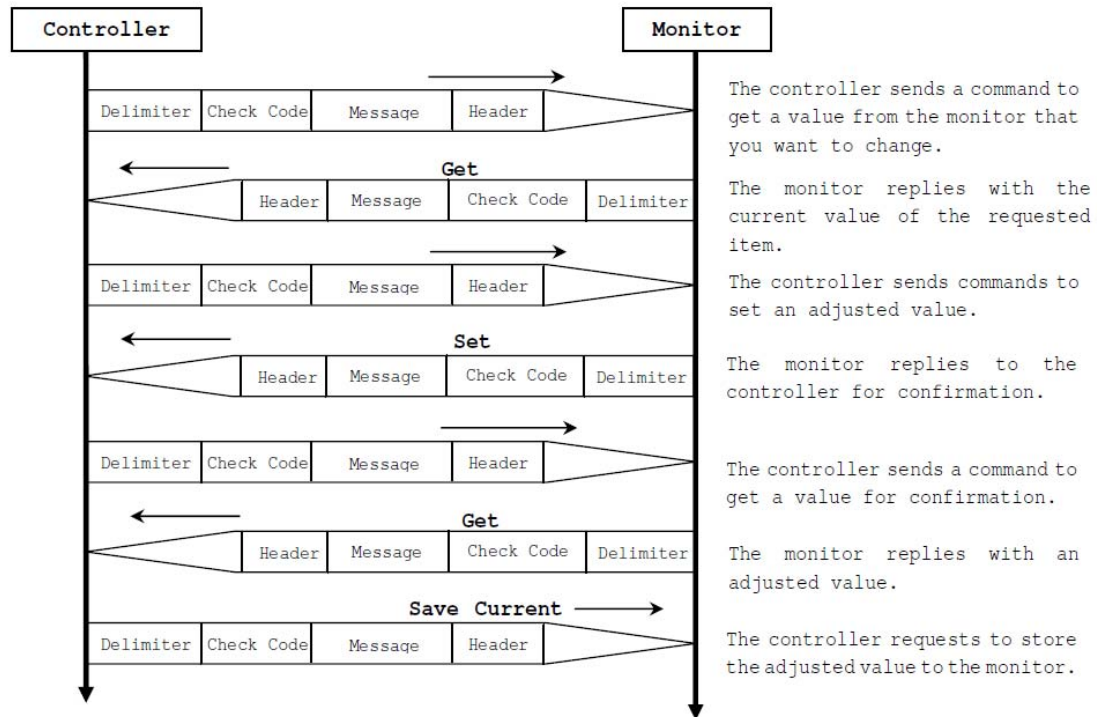 Controller
Monitor
Delimiter Check Code Message Header
The controller sends a command to
get a value from the monitor that
you want to change.
Get
Header Message Check Code Delimiter
The monitor replies with the
current value of the requested
item.
Delimiter Check Code Message Header
The controller sends commands to
set an adjusted value.
Set
Header Message Check Code Delimiter
The monitor replies to the
controller for confirmation.
Delimiter Check Code Message Header
The controller sends a command to
get a value for confirmation.
Get
Header Message Check Code Delimiter
The monitor replies with an
adjusted value.
Save Current
Delimiter Check Code Message Header
The controller requests to store
the adjusted value to the monitor.